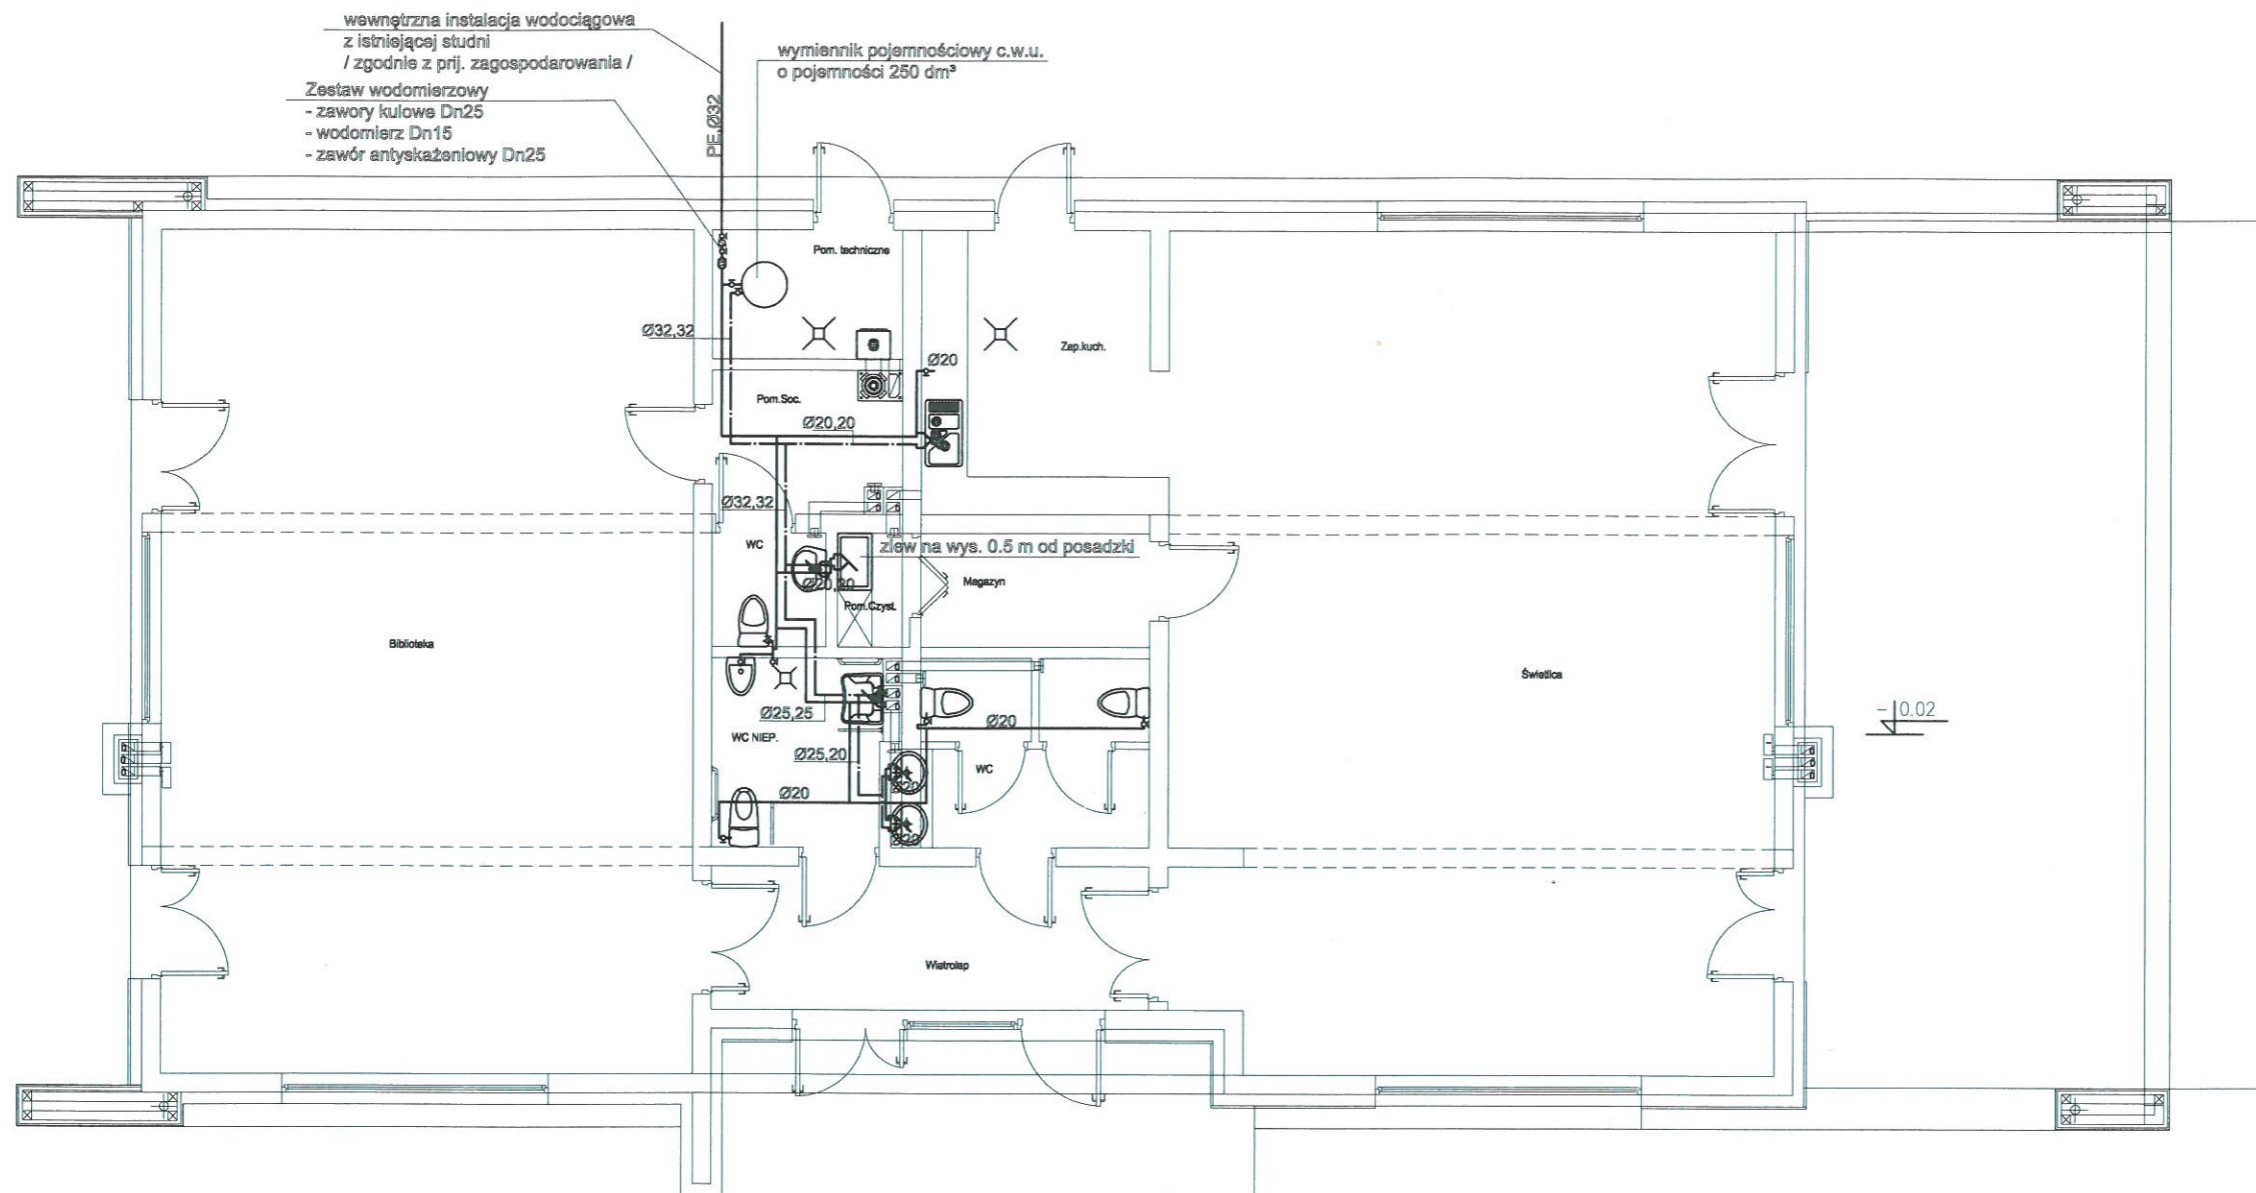 wewnętrzna instalacja wodociągowa
z istniejącej studni
/ zgodnie z prij. zagospodarowania /
Zestaw wodomierzowy
- zawory kulowe Dn25
- wodomierz Dn15
- zawór antyskażeniowy Dn25
wymiennik pojemnościowy c.w.u.
o pojemności 250 dm³
PE,Ø32
Pom. techniczne
Ø32,32
Zap.kuch.
Ø20
Pom.Soc.
Ø20,20
Ø32,32
WC
zlew na wys. 0.5 m od posadzki
Ø20,20
Magazyn
Pom.Czyst.
Biblioteka
Świetlica
Ø25,25
Ø20
-0.02
WC NIEP.
Ø25,20
WC
Ø20
Wiatrołap